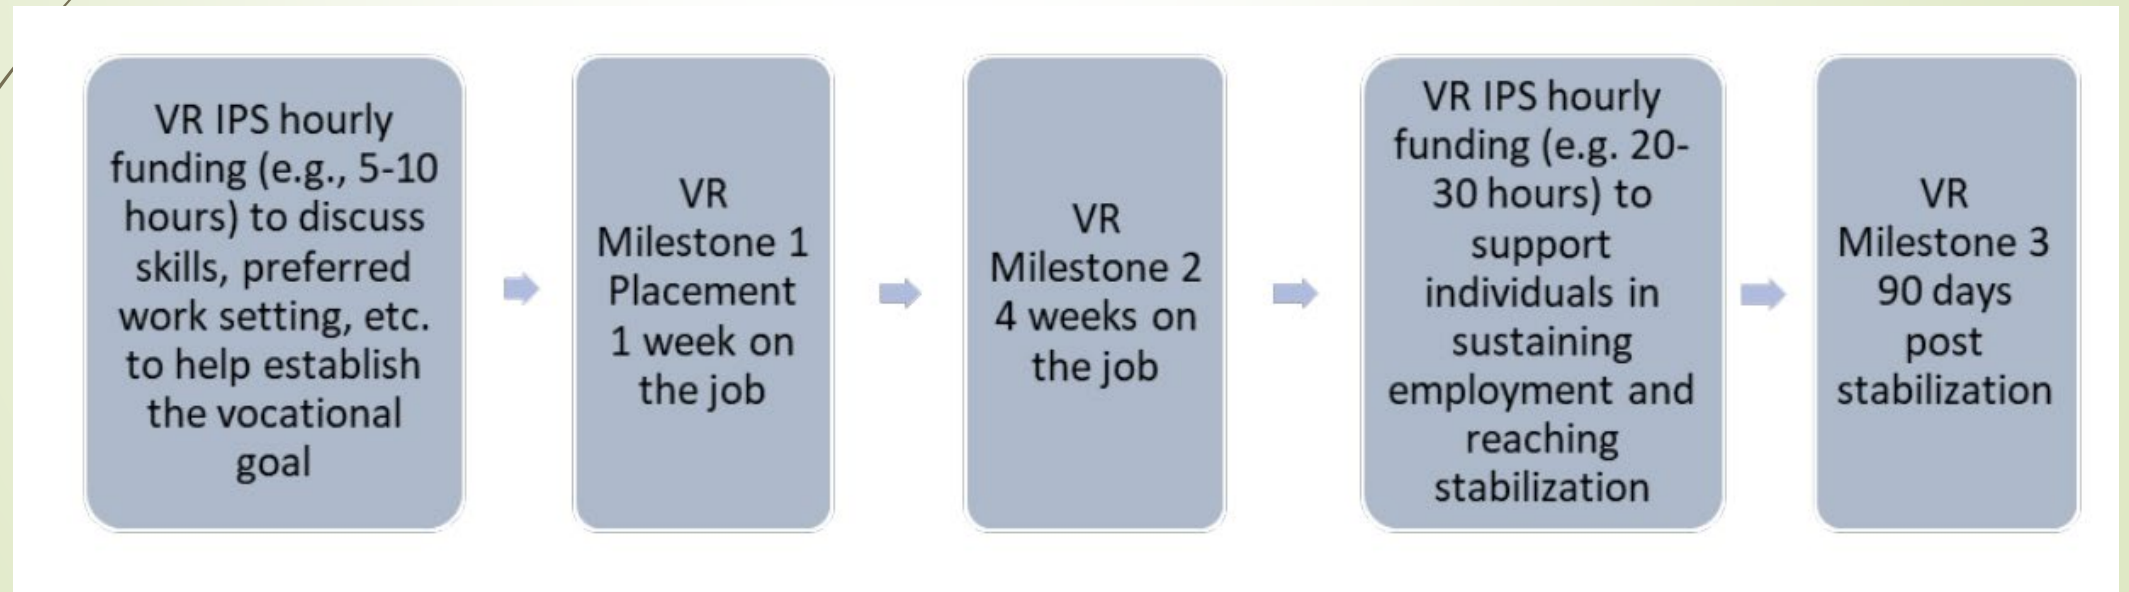 VR IPS hourly
funding (e.g., 5-10
hours) to discuss
skills, preferred
work setting, etc.
to help establish
the vocational
goal
VR
Milestone 1
Placement
1 week on
the job
VR
Milestone 2
4 weeks on
the job
VR IPS hourly
funding (e.g. 20-
30 hours) to
support
individuals in
sustaining
employment and
reaching
stabilization
VR
Milestone 3
90 days
post
stabilization